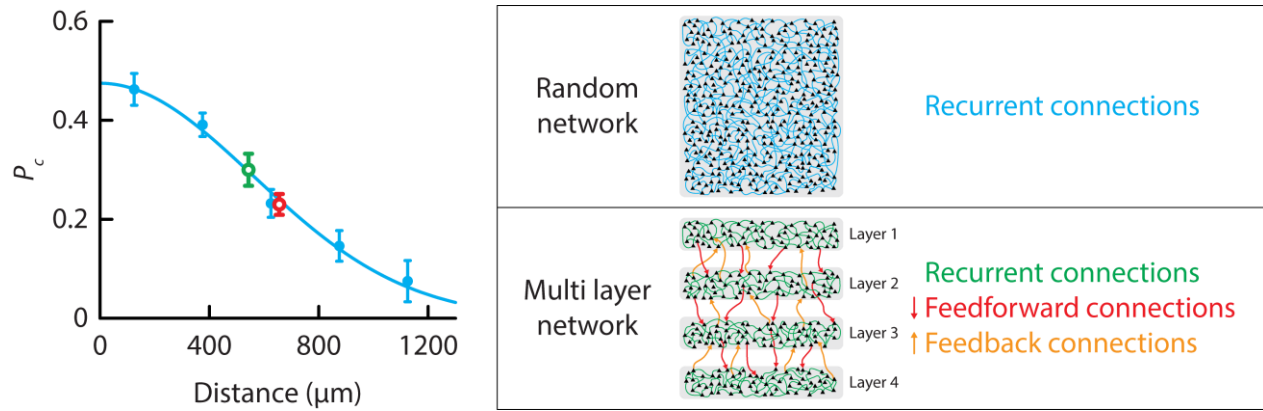 0.6
0.4
0.2
0
P_c
0
400
800
1200
Distance (μm)
Random
network
Recurrent connections
Multi layer
network
Layer 1
Layer 2
Layer 3
Layer 4
Recurrent connections
↓Feedforward connections
↑Feedback connections